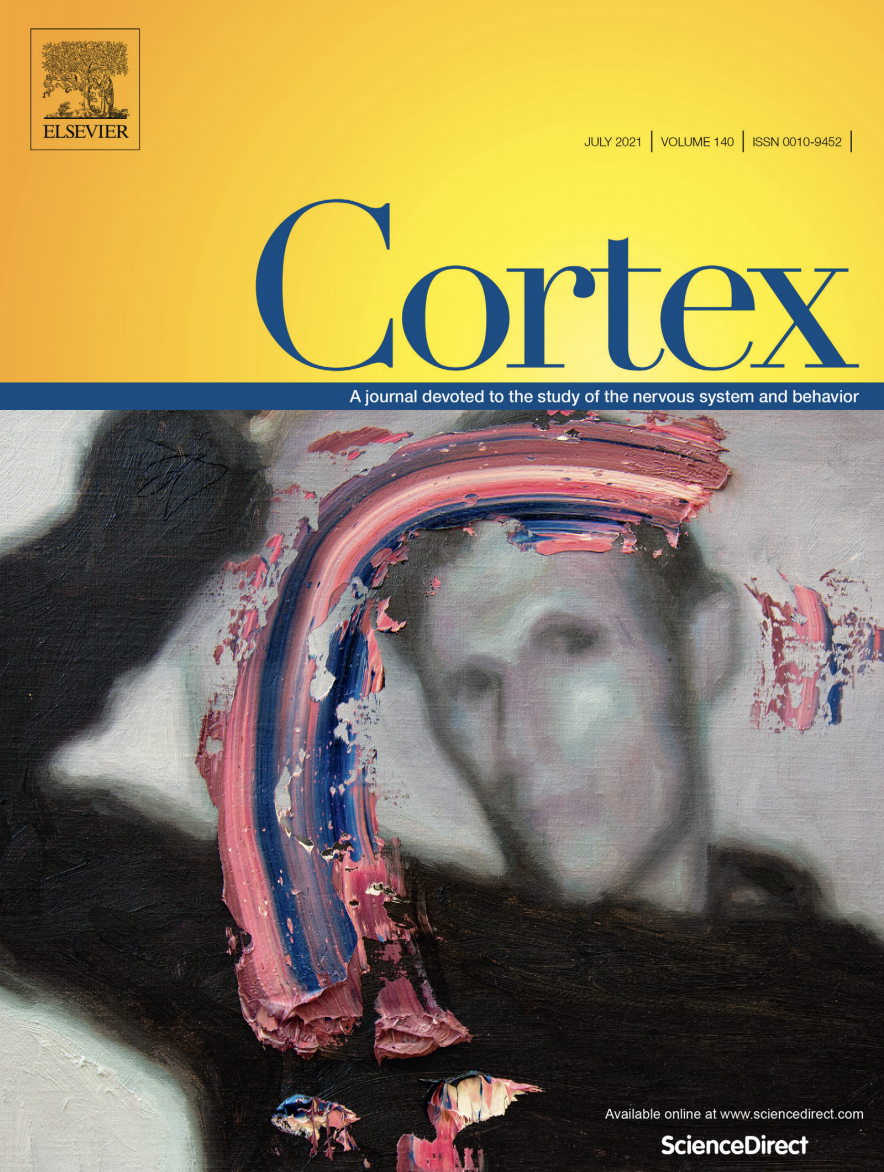 ELSEVIER
JULY 2021 | VOLUME 140 | ISSN 0010-9452 |
Cortex
A journal devoted to the study of the nervous system and behavior
Available online at www.sciencedirect.com
ScienceDirect